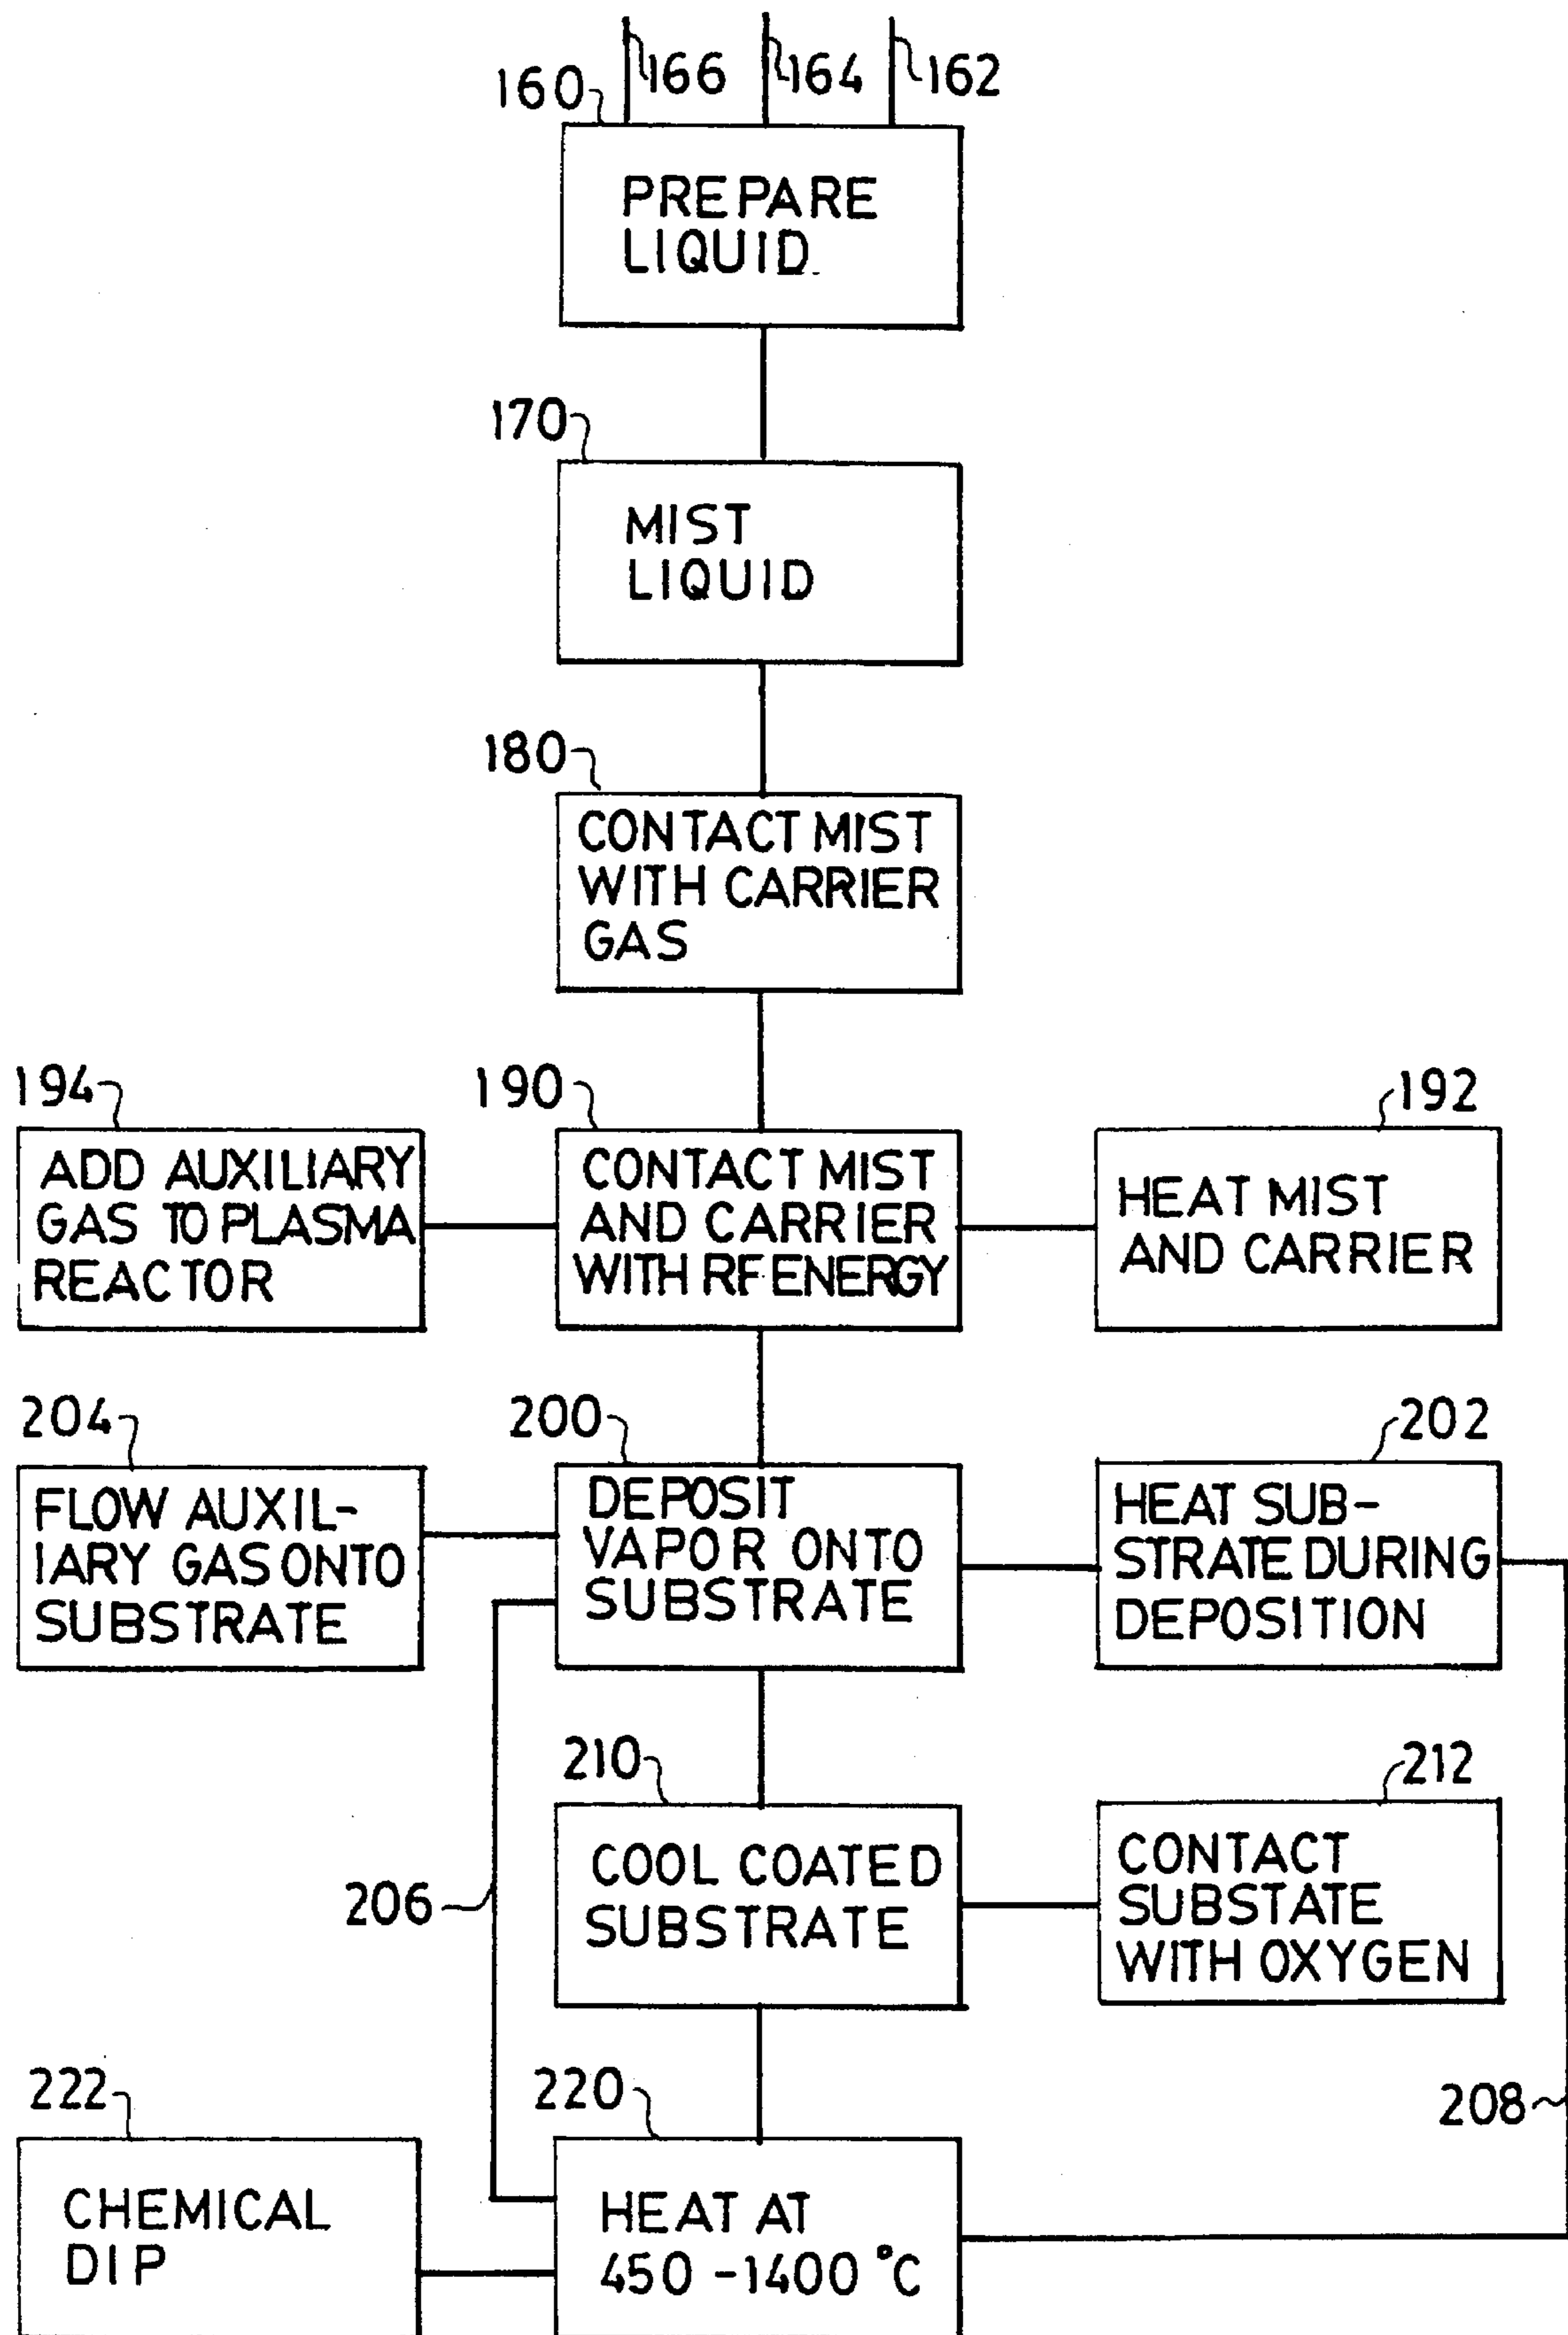 166
164
162
160
PREPARE
LIQUID
170
MIST
LIQUID
180
CONTACT MIST
WITH CARRIER
GAS
194
190
192
ADD AUXILIARY
GAS TO PLASMA
REACTOR
CONTACT MIST
AND CARRIER
WITH RF ENERGY
HEAT MIST
AND CARRIER
204
200
202
FLOW AUXIL-
IARY GAS ONTO
SUBSTRATE
DEPOSIT
VAPOR ONTO
SUBSTRATE
HEAT SUB-
STRATE DURING
DEPOSITION
210
212
206
COOL COATED
SUBSTRATE
CONTACT
SUBSTATE
WITH OXYGEN
222
220
208
CHEMICAL
DIP
HEAT AT
450 -1400 °C